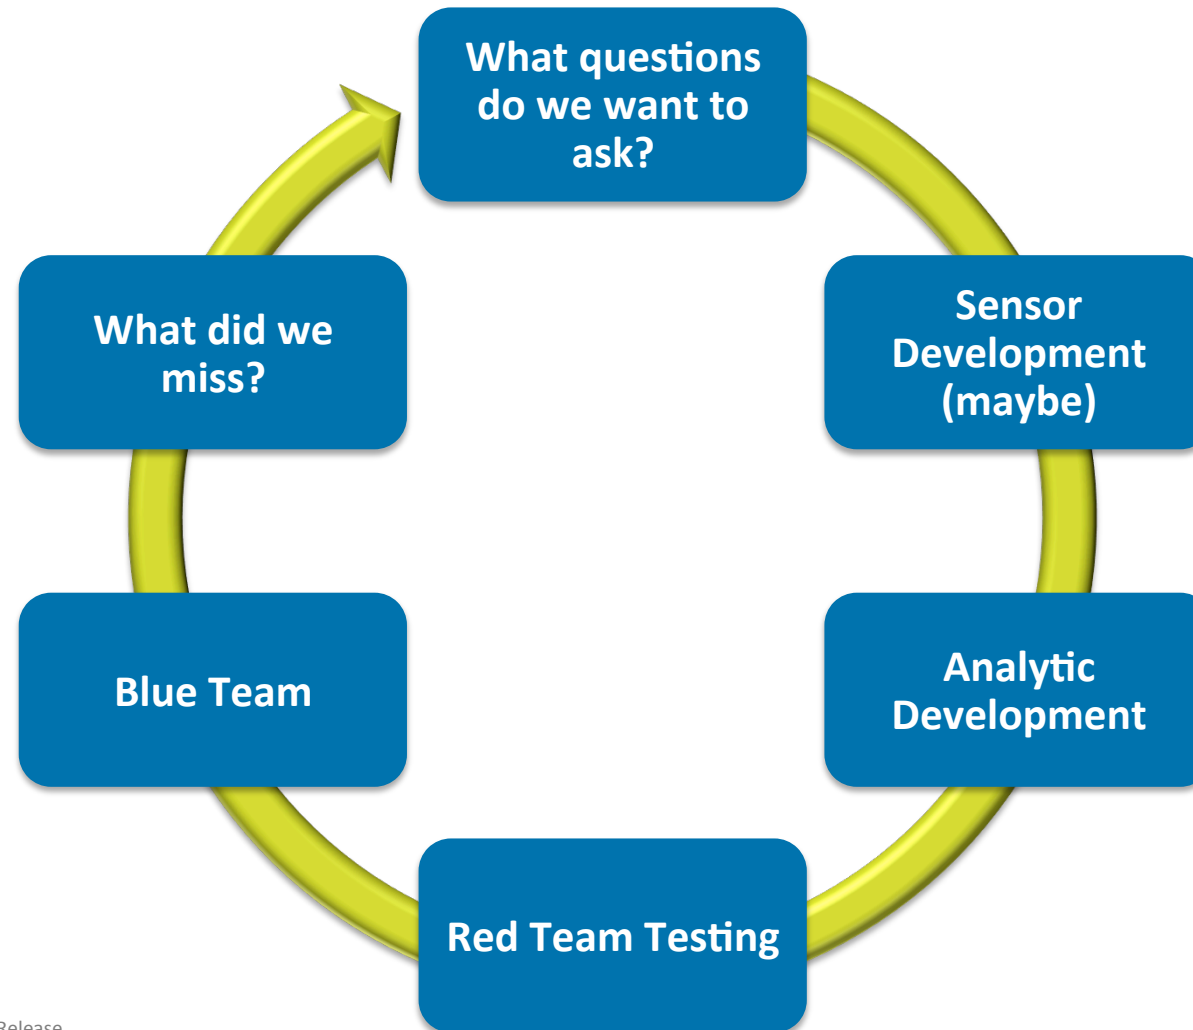 What questions
do we want to
ask?
Sensor
Development
(maybe)
Analytic
Development
Red Team Testing
Blue Team
What did we
miss?
Release